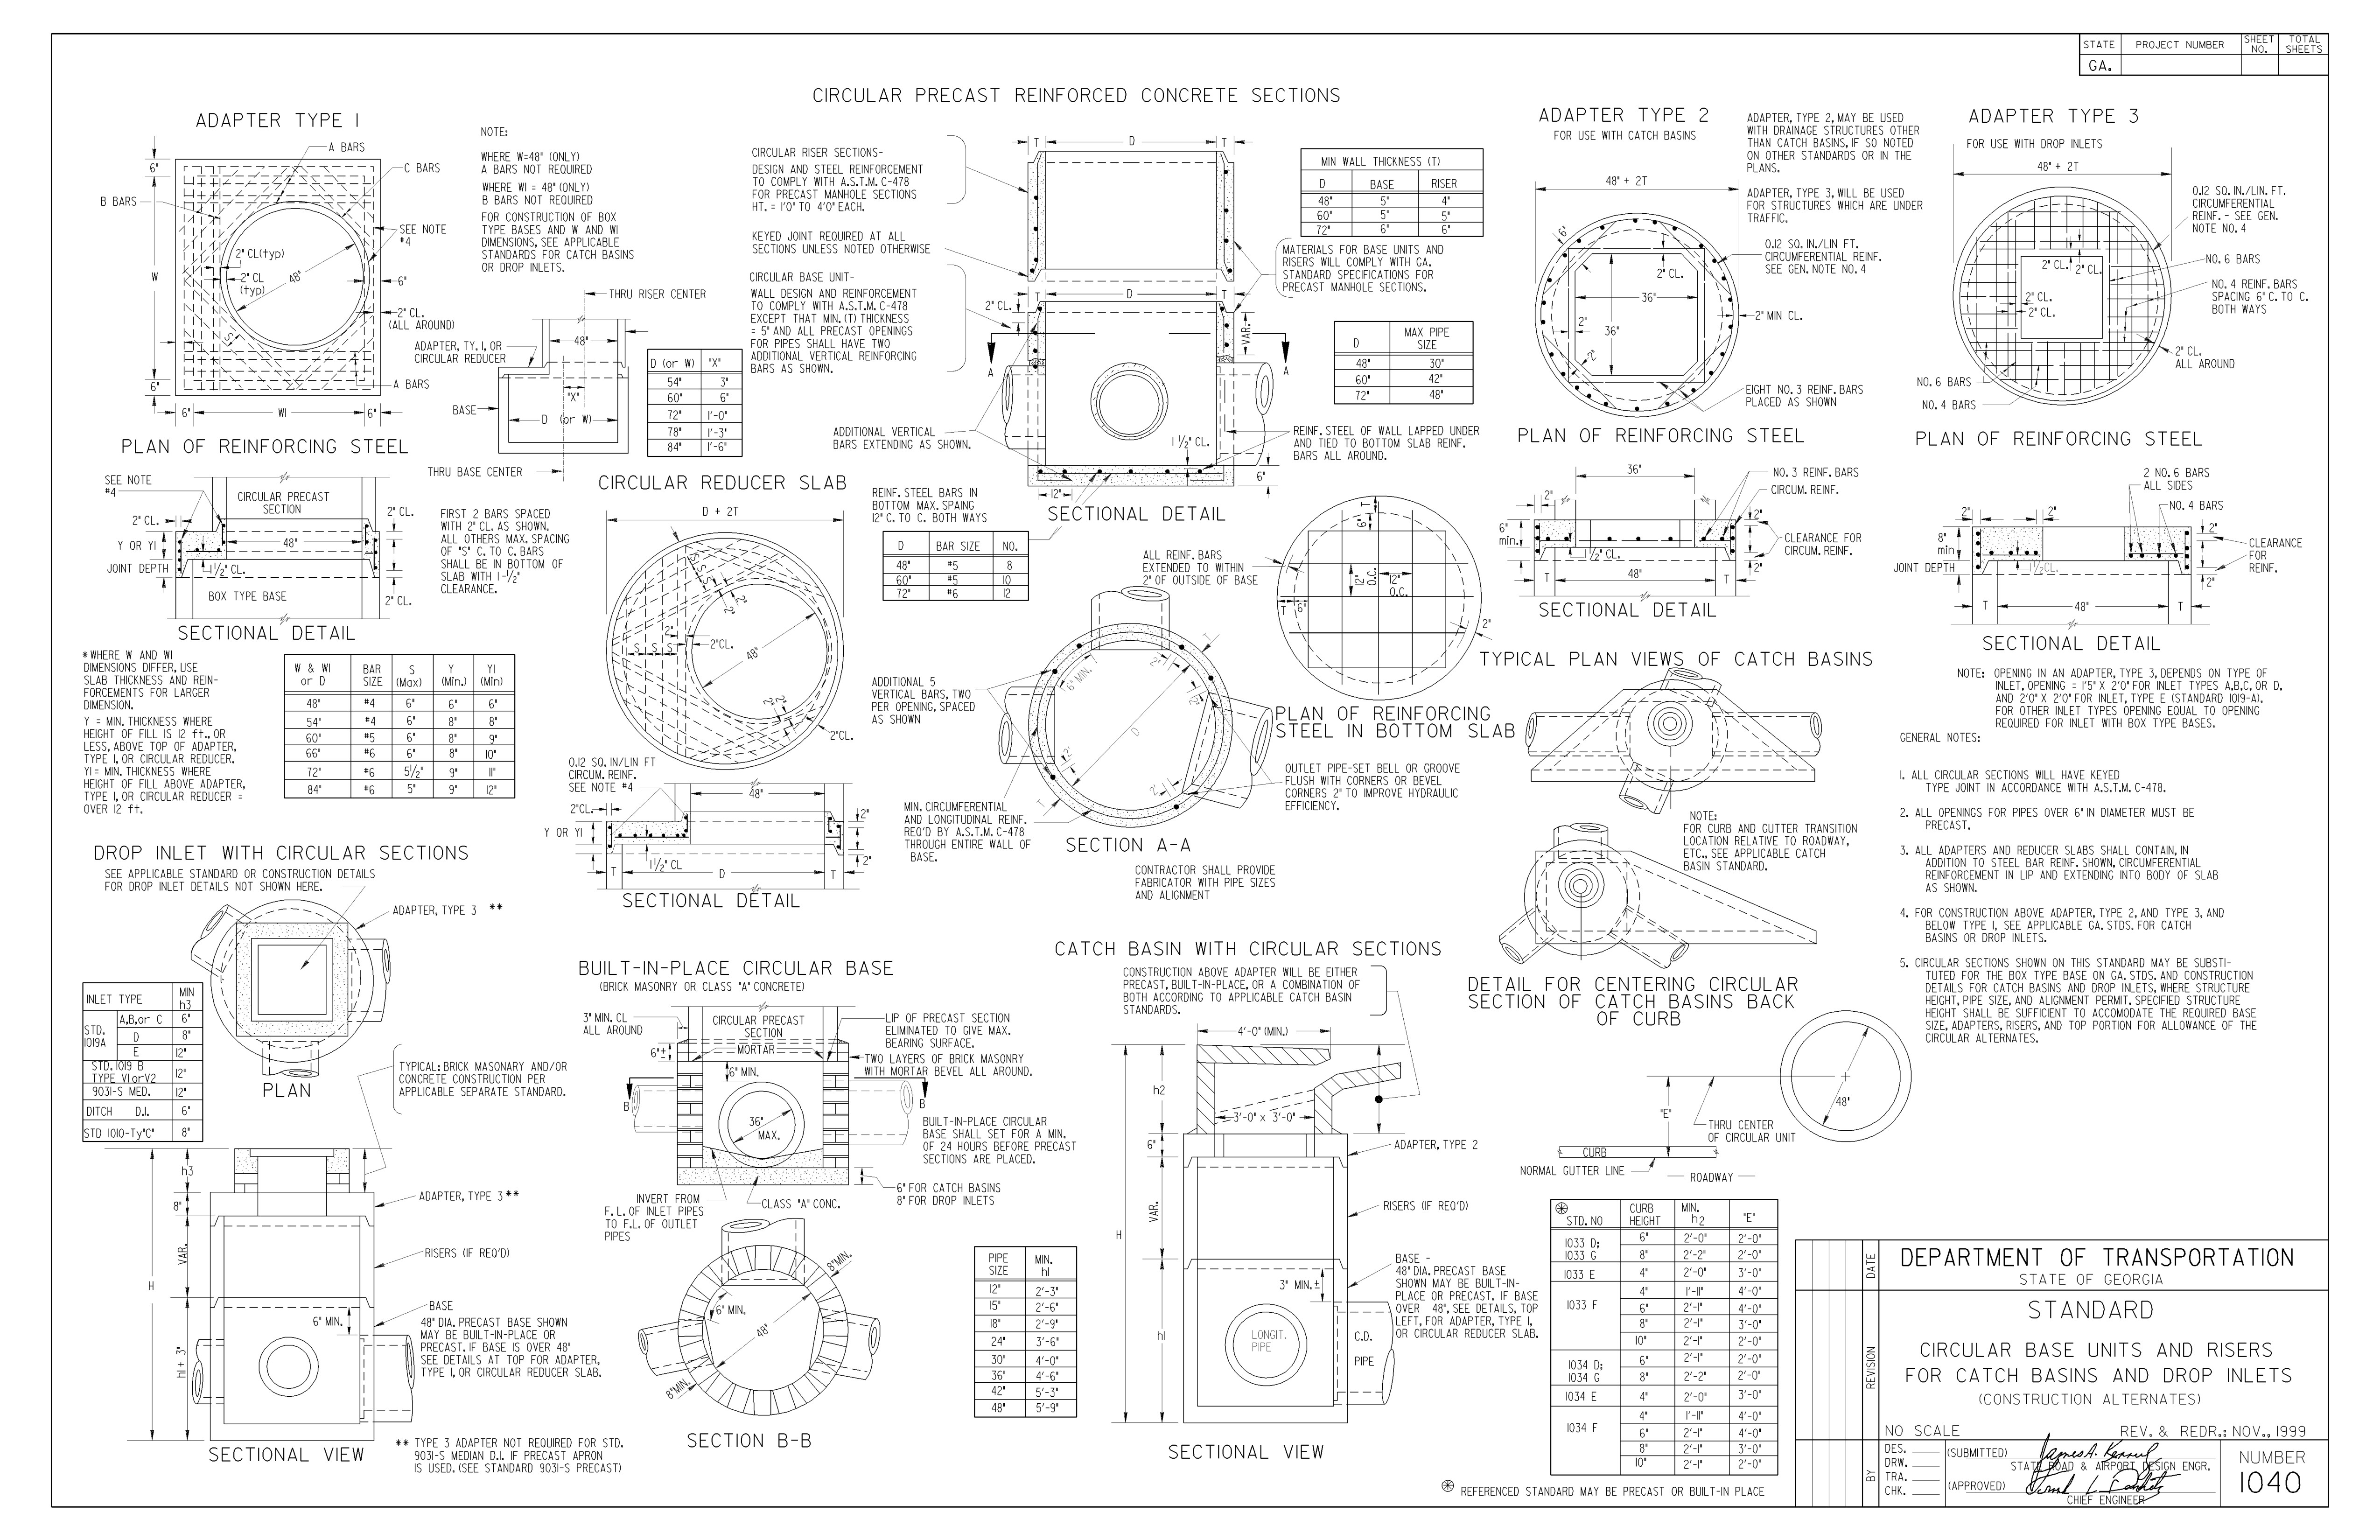 STATE
PROJECT NUMBER
SHEET NO.
TOTAL SHEETS
GA.
CIRCULAR PRECAST REINFORCED CONCRETE SECTIONS
ADAPTER TYPE 1
A BARS
C BARS
B BARS
SEE NOTE
#4
6"
W
6"
2" CL(typ)
2" CL
(typ)
48"
6"
2" CL.
(ALL AROUND)
S
A BARS
6"
W1
6"
PLAN OF REINFORCING STEEL
NOTE:
WHERE W=48" (ONLY)
A BARS NOT REQUIRED
WHERE W1 = 48" (ONLY)
B BARS NOT REQUIRED
FOR CONSTRUCTION OF BOX
TYPE BASES AND W AND W1
DIMENSIONS, SEE APPLICABLE
STANDARDS FOR CATCH BASINS
OR DROP INLETS.
THRU RISER CENTER
48"
ADAPTER, TY. 1, OR
CIRCULAR REDUCER
"X"
BASE
D (or W)
THRU BASE CENTER
D (or W) "X"
54" 3"
60" 6"
72" 1'-0"
78" 1'-3"
84" 1'-6"
SEE NOTE
#4
CIRCULAR PRECAST
SECTION
2" CL.
2" CL.
Y OR Y1
48"
JOINT DEPTH
1 1/2" CL.
BOX TYPE BASE
2" CL.
SECTIONAL DETAIL
FIRST 2 BARS SPACED
WITH 2" CL. AS SHOWN.
ALL OTHERS MAX. SPACING
OF "S" C. TO C. BARS
SHALL BE IN BOTTOM OF
SLAB WITH 1-1/2"
CLEARANCE.
* WHERE W AND W1
DIMENSIONS DIFFER, USE
SLAB THICKNESS AND REIN-
FORCEMENTS FOR LARGER
DIMENSION.
Y = MIN. THICKNESS WHERE
HEIGHT OF FILL IS 12 ft., OR
LESS, ABOVE TOP OF ADAPTER,
TYPE 1, OR CIRCULAR REDUCER.
Y1= MIN. THICKNESS WHERE
HEIGHT OF FILL ABOVE ADAPTER,
TYPE 1, OR CIRCULAR REDUCER =
OVER 12 ft.
W & W1 or D BAR SIZE S (Max) Y (Min.) Y1 (Min)
48" #4 6" 6" 6"
54" #4 6" 8" 8"
60" #5 6" 8" 9"
66" #6 6" 8" 10"
72" #6 5 1/2" 9" 11"
84" #6 5" 9" 12"
CIRCULAR REDUCER SLAB
D + 2T
S S S
2"
2"
2"
S S S
2"CL.
48"
2"
2"
2"CL.
0.12 SQ. IN/LIN FT
CIRCUM. REINF.
SEE NOTE #4
2"CL.
48"
2"
Y OR Y1
1 1/2" CL
2"
T
D
T
SECTIONAL DETAIL
CIRCULAR RISER SECTIONS-
DESIGN AND STEEL REINFORCEMENT
TO COMPLY WITH A.S.T.M. C-478
FOR PRECAST MANHOLE SECTIONS
HT. = 1'0" TO 4'0" EACH.
KEYED JOINT REQUIRED AT ALL
SECTIONS UNLESS NOTED OTHERWISE
CIRCULAR BASE UNIT-
WALL DESIGN AND REINFORCEMENT
TO COMPLY WITH A.S.T.M. C-478
EXCEPT THAT MIN. (T) THICKNESS
= 5" AND ALL PRECAST OPENINGS
FOR PIPES SHALL HAVE TWO
ADDITIONAL VERTICAL REINFORCING
BARS AS SHOWN.
T
D
T
T
D
T
2" CL.
VAR.
A
A
ADDITIONAL VERTICAL
BARS EXTENDING AS SHOWN.
1 1/2" CL.
6"
12"
SECTIONAL DETAIL
MIN WALL THICKNESS (T)
D BASE RISER
48" 5" 4"
60" 5" 5"
72" 6" 6"
MATERIALS FOR BASE UNITS AND
RISERS WILL COMPLY WITH GA.
STANDARD SPECIFICATIONS FOR
PRECAST MANHOLE SECTIONS.
D MAX PIPE SIZE
48" 30"
60" 42"
72" 48"
REINF. STEEL OF WALL LAPPED UNDER
AND TIED TO BOTTOM SLAB REINF.
BARS ALL AROUND.
REINF. STEEL BARS IN
BOTTOM MAX. SPAING
12" C. TO C. BOTH WAYS
D BAR SIZE NO.
48" #5 8
60" #5 10
72" #6 12
ALL REINF. BARS
EXTENDED TO WITHIN
2" OF OUTSIDE OF BASE
T
6"
12" O.C.
12" O.C.
T
6"
2"
PLAN OF REINFORCING
STEEL IN BOTTOM SLAB
ADDITIONAL 5
VERTICAL BARS, TWO
PER OPENING, SPACED
AS SHOWN
T
2"
6" MIN.
2"
D
12"
2"
T
OUTLET PIPE-SET BELL OR GROOVE
FLUSH WITH CORNERS OR BEVEL
CORNERS 2" TO IMPROVE HYDRAULIC
EFFICIENCY.
MIN. CIRCUMFERENTIAL
AND LONGITUDINAL REINF.
REQ'D BY A.S.T.M. C-478
THROUGH ENTIRE WALL OF
BASE.
SECTION A-A
CONTRACTOR SHALL PROVIDE
FABRICATOR WITH PIPE SIZES
AND ALIGNMENT
ADAPTER TYPE 2
FOR USE WITH CATCH BASINS
48" + 2T
6"
2" CL.
36"
36"
2"
2"
ADAPTER, TYPE 2, MAY BE USED
WITH DRAINAGE STRUCTURES OTHER
THAN CATCH BASINS, IF SO NOTED
ON OTHER STANDARDS OR IN THE
PLANS.
ADAPTER, TYPE 3, WILL BE USED
FOR STRUCTURES WHICH ARE UNDER
TRAFFIC.
0.12 SQ. IN/LIN FT.
CIRCUMFERENTIAL REINF.
SEE GEN. NOTE NO. 4
2" MIN CL.
EIGHT NO. 3 REINF. BARS
PLACED AS SHOWN
PLAN OF REINFORCING STEEL
36"
NO. 3 REINF. BARS
CIRCUM. REINF.
2"
2"
6"
min.
1 1/2" CL.
CLEARANCE FOR
CIRCUM. REINF.
2"
T
48"
T
SECTIONAL DETAIL
ADAPTER TYPE 3
FOR USE WITH DROP INLETS
48" + 2T
0.12 SQ. IN./LIN. FT.
CIRCUMFERENTIAL
REINF. - SEE GEN.
NOTE NO. 4
2" CL.
2" CL.
2" CL.
2" CL.
NO. 6 BARS
NO. 4 REINF. BARS
SPACING 6" C. TO C.
BOTH WAYS
2" CL.
ALL AROUND
NO. 6 BARS
NO. 4 BARS
PLAN OF REINFORCING STEEL
2 NO. 6 BARS
ALL SIDES
NO. 4 BARS
2"
2"
2"
8"
min
JOINT DEPTH
1 1/2" CL.
CLEARANCE
FOR
REINF.
2"
T
48"
T
SECTIONAL DETAIL
TYPICAL PLAN VIEWS OF CATCH BASINS
NOTE:
FOR CURB AND GUTTER TRANSITION
LOCATION RELATIVE TO ROADWAY,
ETC., SEE APPLICABLE CATCH
BASIN STANDARD.
DETAIL FOR CENTERING CIRCULAR
SECTION OF CATCH BASINS BACK
OF CURB
NOTE: OPENING IN AN ADAPTER, TYPE 3, DEPENDS ON TYPE OF
INLET, OPENING = 1'5" X 2'0" FOR INLET TYPES A,B,C, OR D,
AND 2'0" X 2'0" FOR INLET, TYPE E (STANDARD 1019-A).
FOR OTHER INLET TYPES OPENING EQUAL TO OPENING
REQUIRED FOR INLET WITH BOX TYPE BASES.
GENERAL NOTES:
1. ALL CIRCULAR SECTIONS WILL HAVE KEYED
TYPE JOINT IN ACCORDANCE WITH A.S.T.M. C-478.
2. ALL OPENINGS FOR PIPES OVER 6" IN DIAMETER MUST BE
PRECAST.
3. ALL ADAPTERS AND REDUCER SLABS SHALL CONTAIN, IN
ADDITION TO STEEL BAR REINF. SHOWN, CIRCUMFERENTIAL
REINFORCEMENT IN LIP AND EXTENDING INTO BODY OF SLAB
AS SHOWN.
4. FOR CONSTRUCTION ABOVE ADAPTER, TYPE 2, AND TYPE 3, AND
BELOW TYPE 1, SEE APPLICABLE GA. STDS. FOR CATCH
BASINS OR DROP INLETS.
5. CIRCULAR SECTIONS SHOWN ON THIS STANDARD MAY BE SUBSTI-
TUTED FOR THE BOX TYPE BASE ON GA. STDS. AND CONSTRUCTION
DETAILS FOR CATCH BASINS AND DROP INLETS, WHERE STRUCTURE
HEIGHT, PIPE SIZE, AND ALIGNMENT PERMIT. SPECIFIED STRUCTURE
HEIGHT SHALL BE SUFFICIENT TO ACCOMODATE THE REQUIRED BASE
SIZE, ADAPTERS, RISERS, AND TOP PORTION FOR ALLOWANCE OF THE
CIRCULAR ALTERNATES.
DROP INLET WITH CIRCULAR SECTIONS
SEE APPLICABLE STANDARD OR CONSTRUCTION DETAILS
FOR DROP INLET DETAILS NOT SHOWN HERE.
ADAPTER, TYPE 3 **
PLAN
INLET TYPE MIN h3
STD. 1019A A,B,or C 6"
D 8"
E 12"
STD. 1019 B TYPE V1orV2 12"
9031-S MED. 12"
DITCH D.I. 6"
STD 1010-Ty"C" 8"
TYPICAL: BRICK MASONARY AND/OR
CONCRETE CONSTRUCTION PER
APPLICABLE SEPARATE STANDARD.
h3
8"
VAR.
H
h1+ 3"
6" MIN.
ADAPTER, TYPE 3 **
RISERS (IF REQ'D)
BASE
48" DIA. PRECAST BASE SHOWN
MAY BE BUILT-IN-PLACE OR
PRECAST. IF BASE IS OVER 48"
SEE DETAILS AT TOP FOR ADAPTER,
TYPE 1, OR CIRCULAR REDUCER SLAB.
SECTIONAL VIEW
** TYPE 3 ADAPTER NOT REQUIRED FOR STD.
9031-S MEDIAN D.I. IF PRECAST APRON
IS USED. (SEE STANDARD 9031-S PRECAST)
BUILT-IN-PLACE CIRCULAR BASE
(BRICK MASONRY OR CLASS "A" CONCRETE)
3" MIN. CL
ALL AROUND
CIRCULAR PRECAST
SECTION
LIP OF PRECAST SECTION
ELIMINATED TO GIVE MAX.
BEARING SURFACE.
6"±
MORTAR
TWO LAYERS OF BRICK MASONRY
WITH MORTAR BEVEL ALL AROUND.
6" MIN.
B
B
36"
MAX.
BUILT-IN-PLACE CIRCULAR
BASE SHALL SET FOR A MIN.
OF 24 HOURS BEFORE PRECAST
SECTIONS ARE PLACED.
6" FOR CATCH BASINS
8" FOR DROP INLETS
INVERT FROM
F. L. OF INLET PIPES
TO F.L. OF OUTLET
PIPES
CLASS "A" CONC.
8"MIN.
6" MIN.
48"
8"MIN.
SECTION B-B
PIPE SIZE MIN. h1
12" 2'-3"
15" 2'-6"
18" 2'-9"
24" 3'-6"
30" 4'-0"
36" 4'-6"
42" 5'-3"
48" 5'-9"
CATCH BASIN WITH CIRCULAR SECTIONS
CONSTRUCTION ABOVE ADAPTER WILL BE EITHER
PRECAST, BUILT-IN-PLACE, OR A COMBINATION OF
BOTH ACCORDING TO APPLICABLE CATCH BASIN
STANDARDS.
4'-0" (MIN.)
h2
3'-0" x 3'-0"
6"
ADAPTER, TYPE 2
VAR.
RISERS (IF REQ'D)
H
3" MIN.±
h1
LONGIT.
PIPE
C.D.
PIPE
BASE -
48" DIA. PRECAST BASE
SHOWN MAY BE BUILT-IN-
PLACE OR PRECAST. IF BASE
OVER 48", SEE DETAILS, TOP
LEFT, FOR ADAPTER, TYPE 1,
OR CIRCULAR REDUCER SLAB.
SECTIONAL VIEW
48"
"E"
THRU CENTER
OF CIRCULAR UNIT
CURB
NORMAL GUTTER LINE
ROADWAY
STD. NO CURB HEIGHT MIN. h2 "E"
1033 D; 1033 G 6" 2'-0" 2'-0"
8" 2'-2" 2'-0"
1033 E 4" 2'-0" 3'-0"
1033 F 4" 1'-11" 4'-0"
6" 2'-1" 4'-0"
8" 2'-1" 3'-0"
10" 2'-1" 2'-0"
1034 D; 1034 G 6" 2'-1" 2'-0"
8" 2'-2" 2'-0"
1034 E 4" 2'-0" 3'-0"
1034 F 4" 1'-11" 4'-0"
6" 2'-1" 4'-0"
8" 2'-1" 3'-0"
10" 2'-1" 2'-0"
REFERENCED STANDARD MAY BE PRECAST OR BUILT-IN PLACE
DATE
REVISION
BY
DEPARTMENT OF TRANSPORTATION
STATE OF GEORGIA
STANDARD
CIRCULAR BASE UNITS AND RISERS
FOR CATCH BASINS AND DROP INLETS
(CONSTRUCTION ALTERNATES)
NO SCALE
REV. & REDR.: NOV., 1999
DES.
DRW.
TRA.
CHK.
(SUBMITTED)
STATE ROAD & AIRPORT DESIGN ENGR.
(APPROVED)
CHIEF ENGINEER
NUMBER
1040